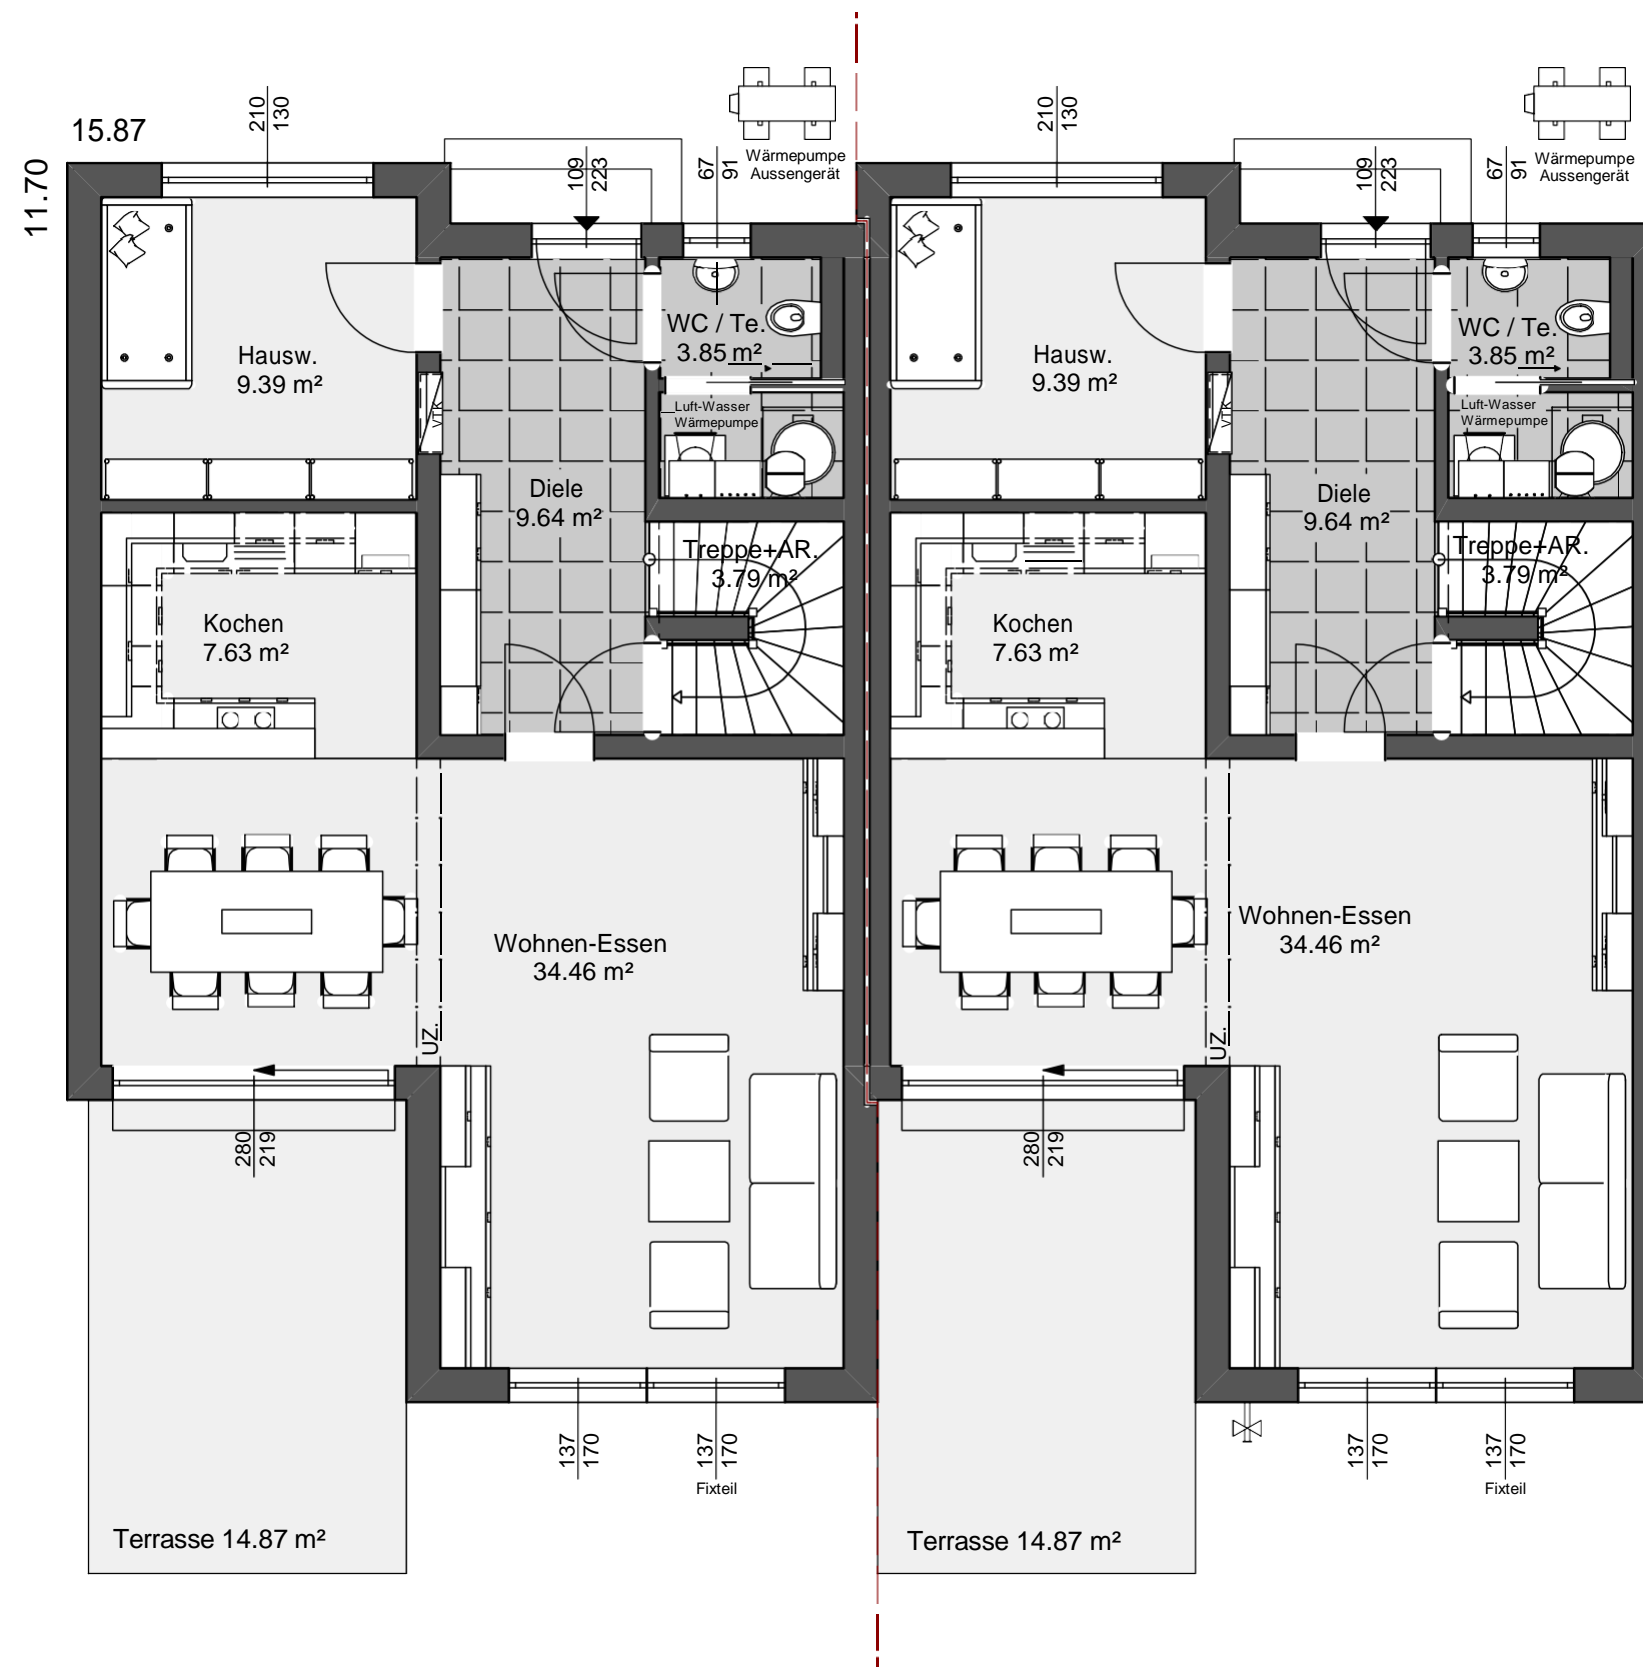 15.87
11.70
210
130
109
223
67
91
Wärmepumpe
Aussengerät
210
130
109
223
67
91
Wärmepumpe
Aussengerät
Hausw.
9.39 m²
WC / Te.
3.85 m²
VTK
Luft-Wasser
Wärmepumpe
Diele
9.64 m²
Treppe+AR.
3.79 m²
Kochen
7.63 m²
Wohnen-Essen
34.46 m²
UZ.
280
219
137
170
137
170
Fixteil
Terrasse 14.87 m²
Hausw.
9.39 m²
WC / Te.
3.85 m²
VTK
Luft-Wasser
Wärmepumpe
Diele
9.64 m²
Treppe+AR.
3.79 m²
Kochen
7.63 m²
Wohnen-Essen
34.46 m²
UZ.
280
219
137
170
137
170
Fixteil
Terrasse 14.87 m²